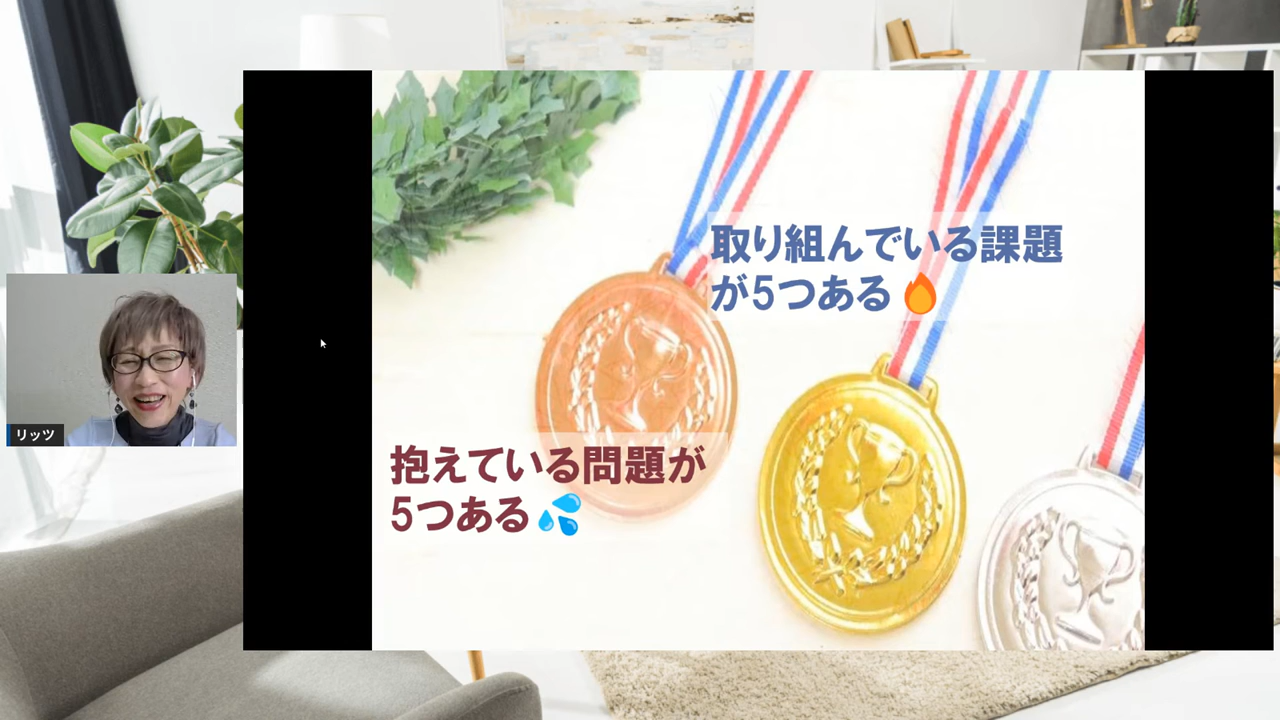 取り組んでいる課題
が5つある🔥
抱えている問題が
5つある💦
リッツ